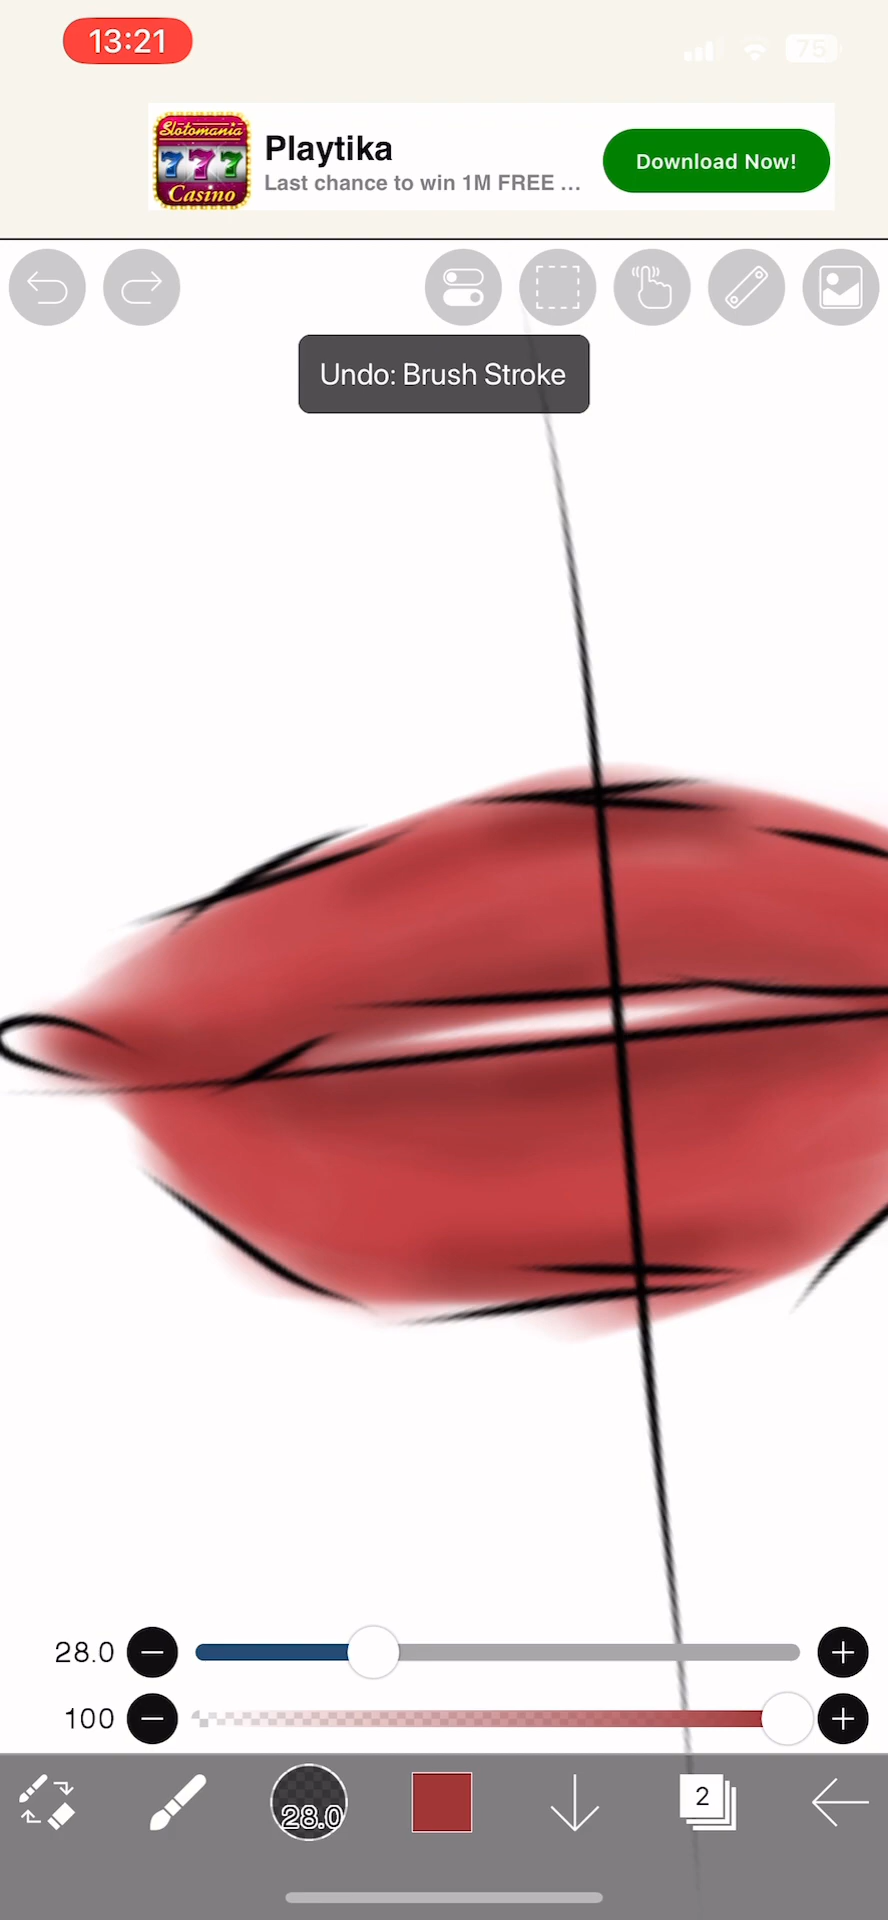 13:21
75
Slotomania
777
Casino
Playtika
Last chance to win 1M FREE ...
Download Now!
Undo: Brush Stroke
28.0
100
28.0
2